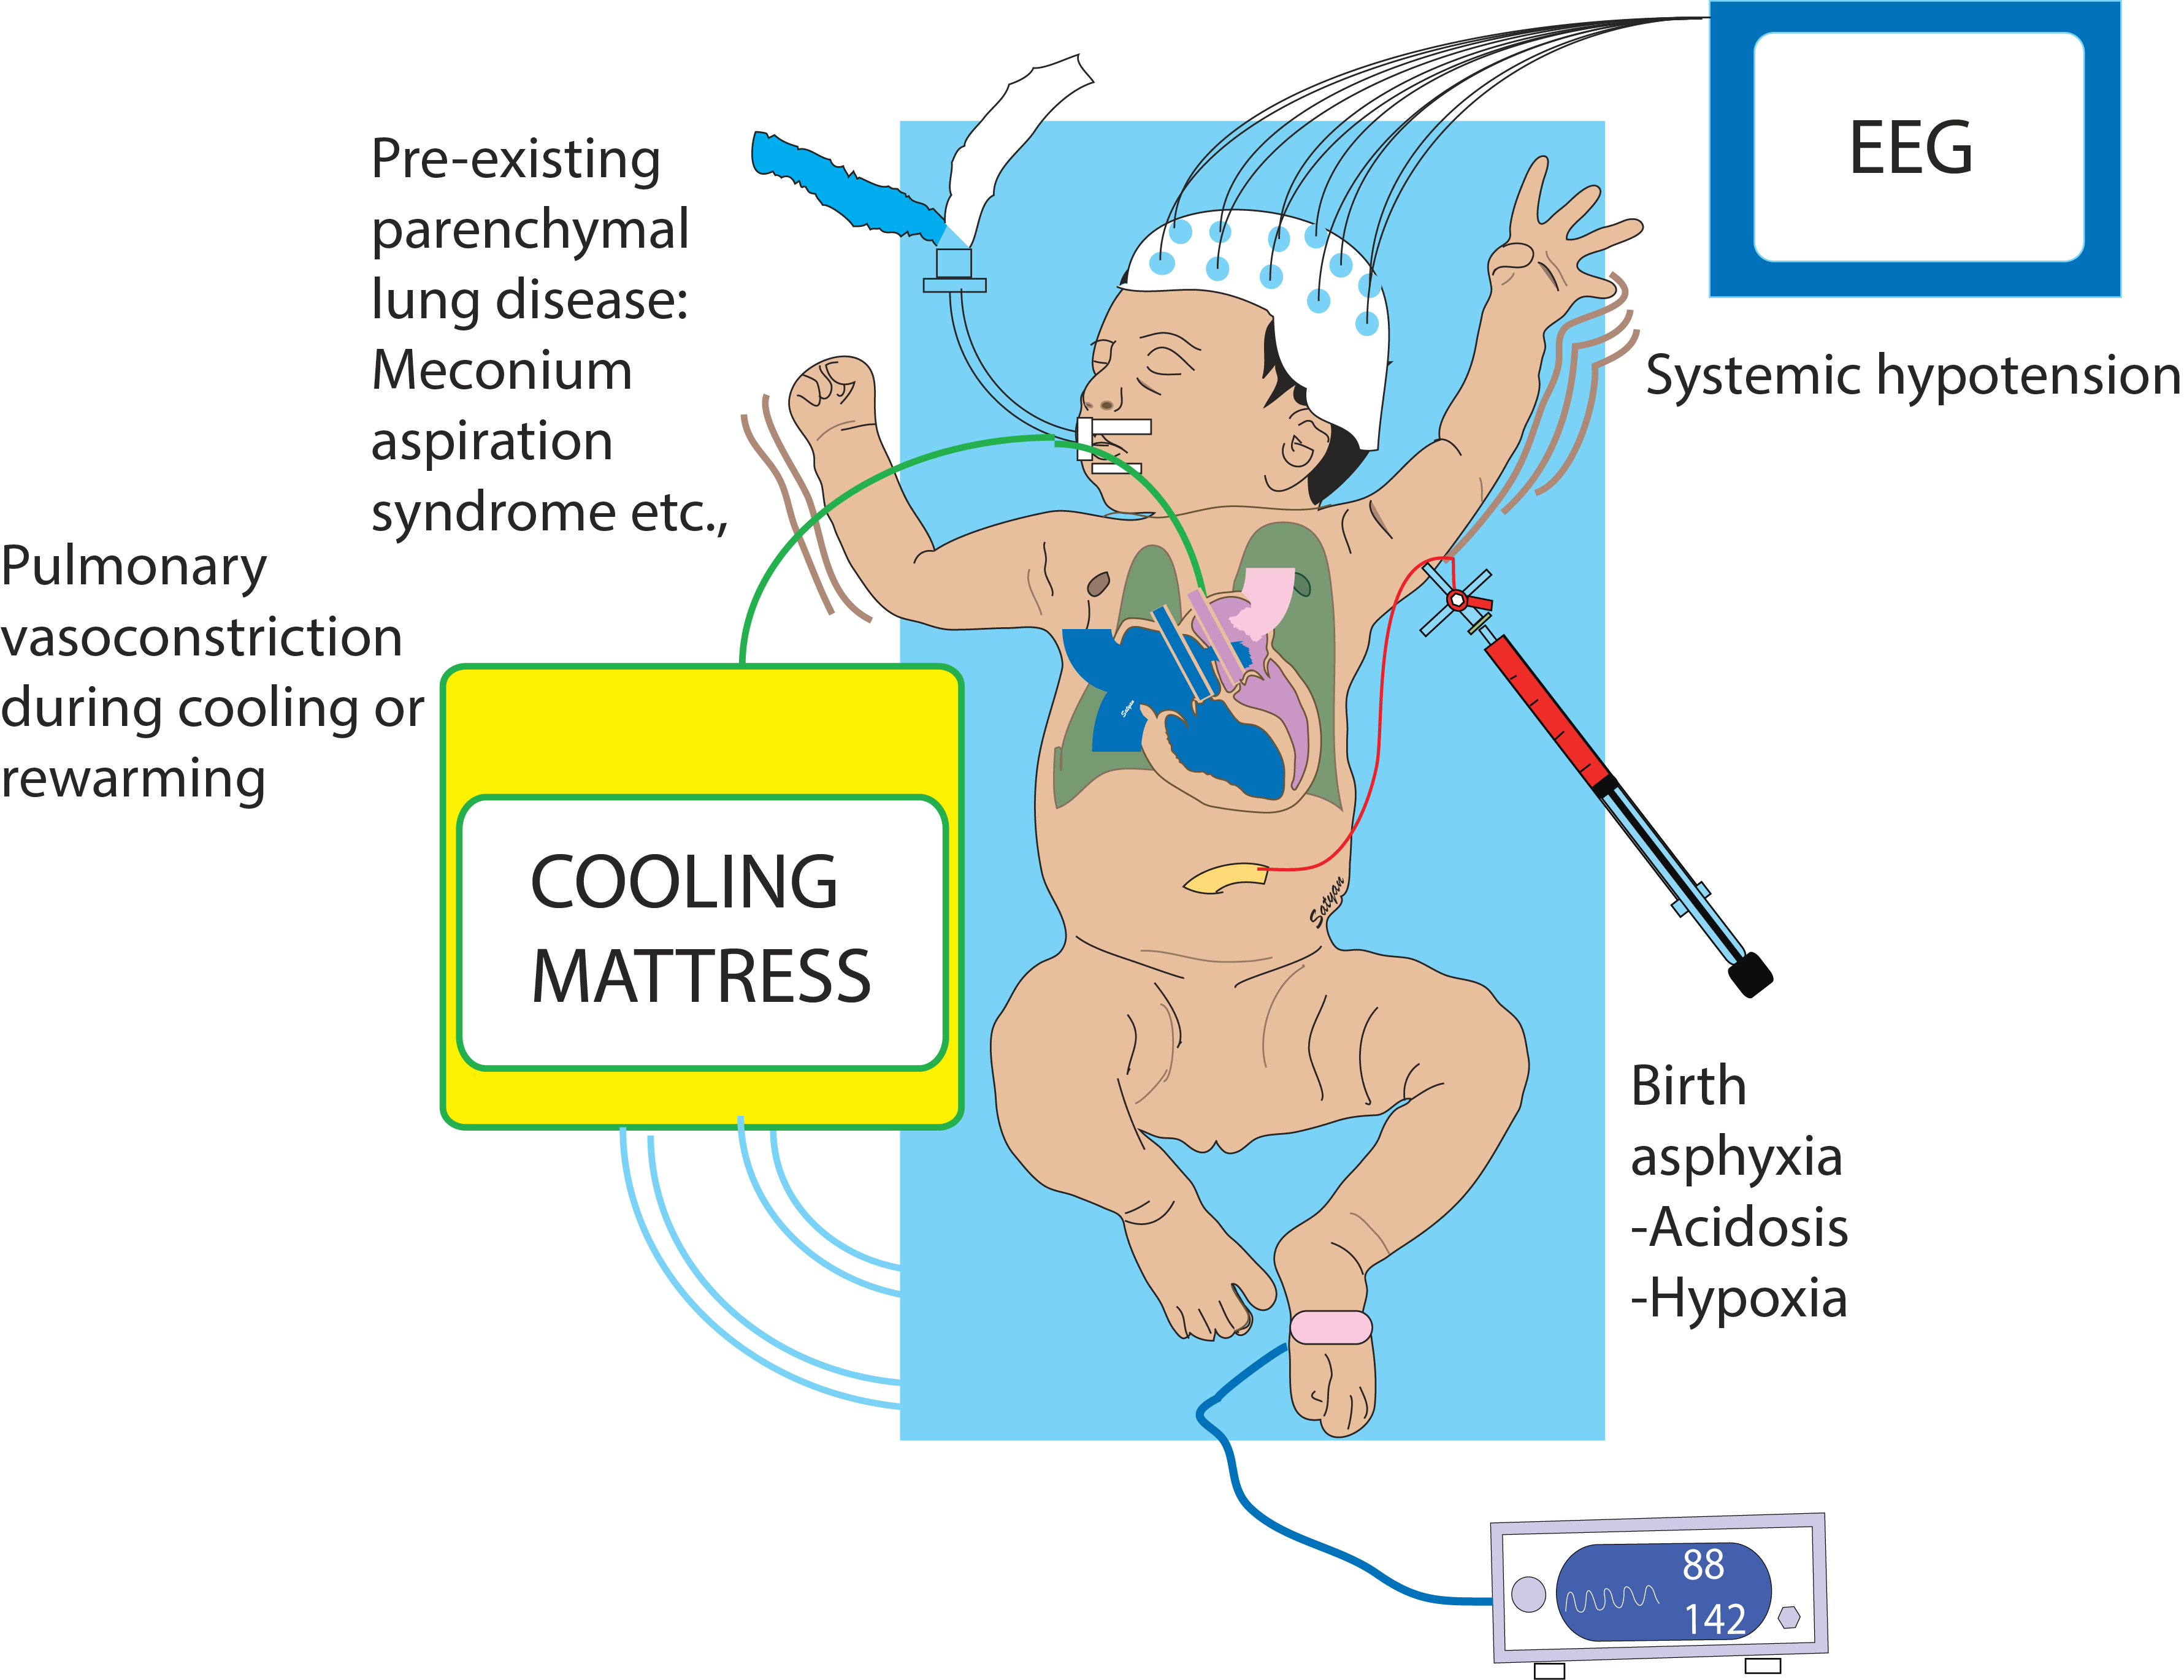 EEG
Pre-existing
parenchymal
lung disease:
Meconium
aspiration
syndrome etc.,
Systemic hypotension
Pulmonary
vasoconstriction
during cooling or
rewarming
COOLING
MATTRESS
Satyan
Satyan
Birth
asphyxia
-Acidosis
-Hypoxia
88
142